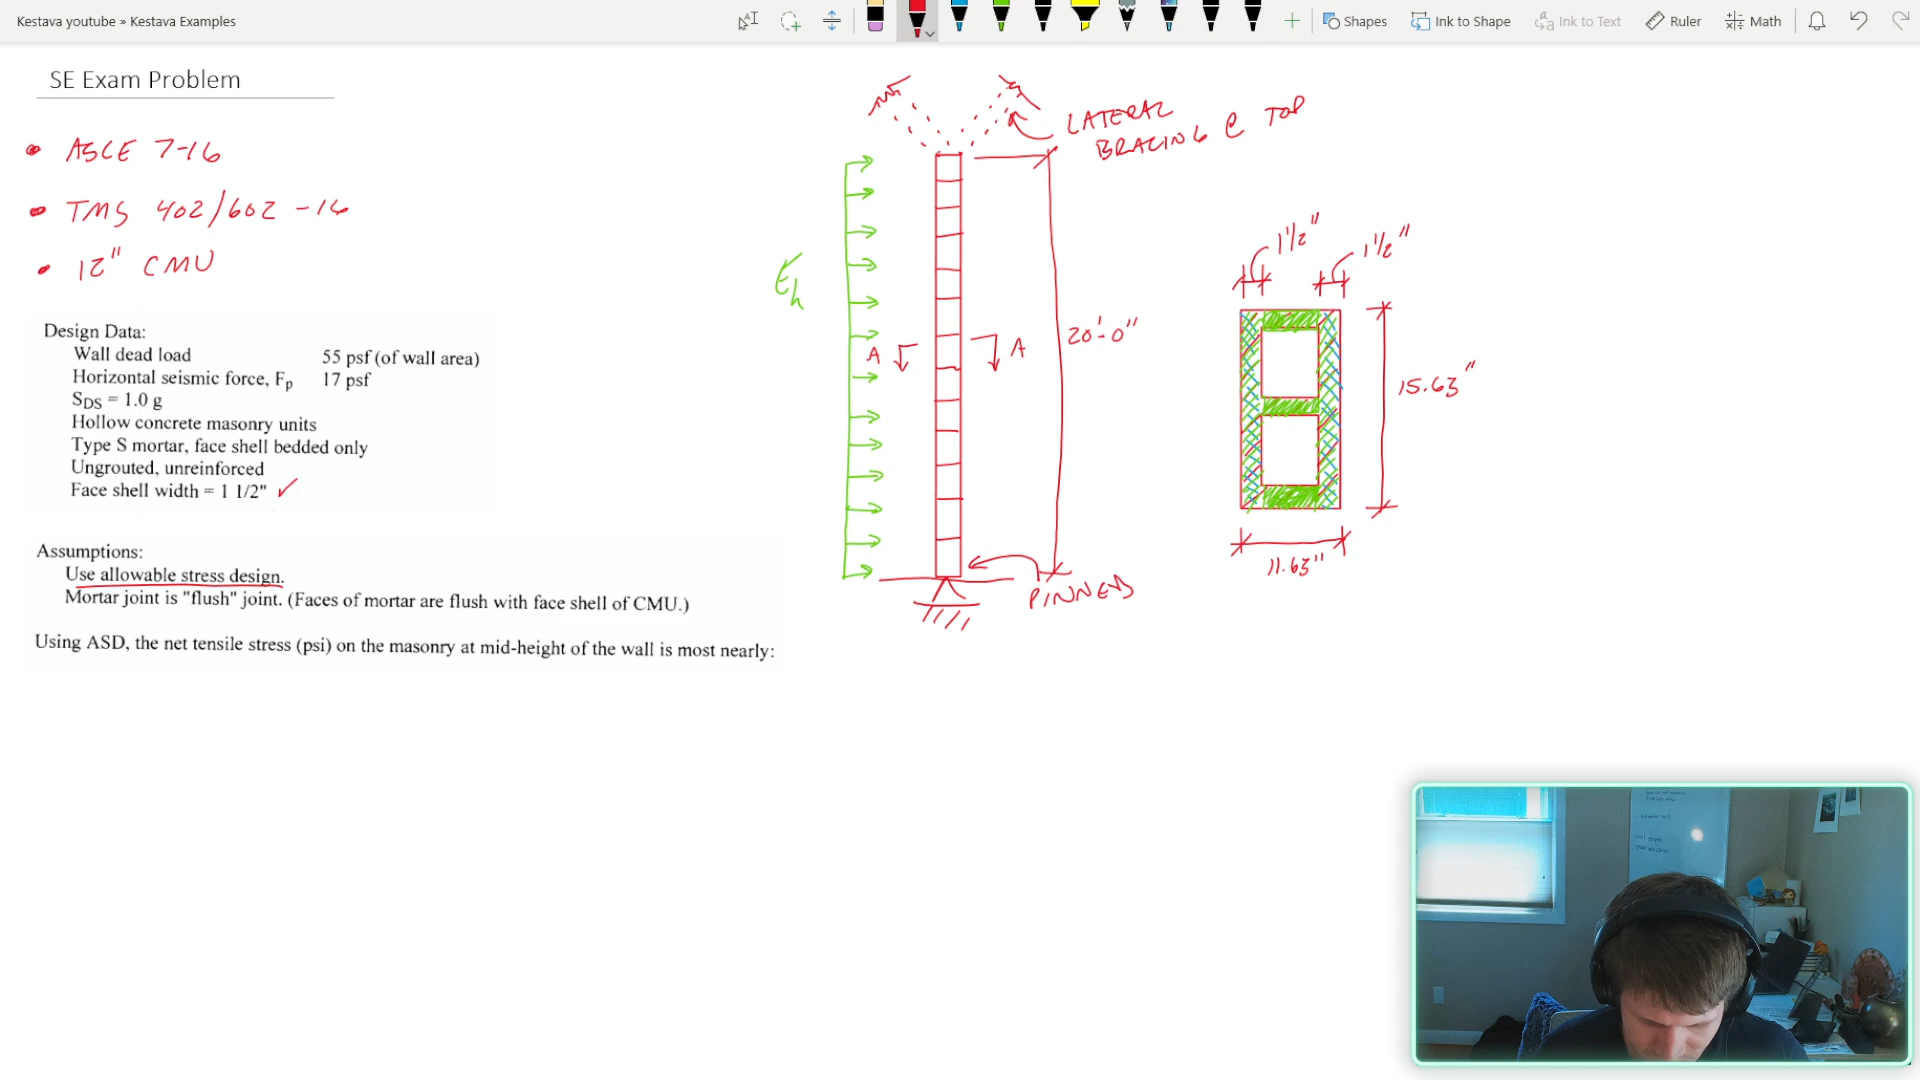 Kestava youtube » Kestava Examples
Shapes
Ink to Shape
Ink to Text
Ruler
Math
SE Exam Problem
• ASCE 7-16
• TMS 402/602 -16
• 12" CMU
Design Data:
Wall dead load 55 psf (of wall area)
Horizontal seismic force, Fp 17 psf
SDS = 1.0 g
Hollow concrete masonry units
Type S mortar, face shell bedded only
Ungrouted, unreinforced
Face shell width = 1 1/2" ✓
Assumptions:
Use allowable stress design.
Mortar joint is "flush" joint. (Faces of mortar are flush with face shell of CMU.)
Using ASD, the net tensile stress (psi) on the masonry at mid-height of the wall is most nearly:
LATERAL
BRACING @ TOP
Eh
A
A
20'-0"
PINNED
1 1/2"
1 1/2"
15.63"
11.63"